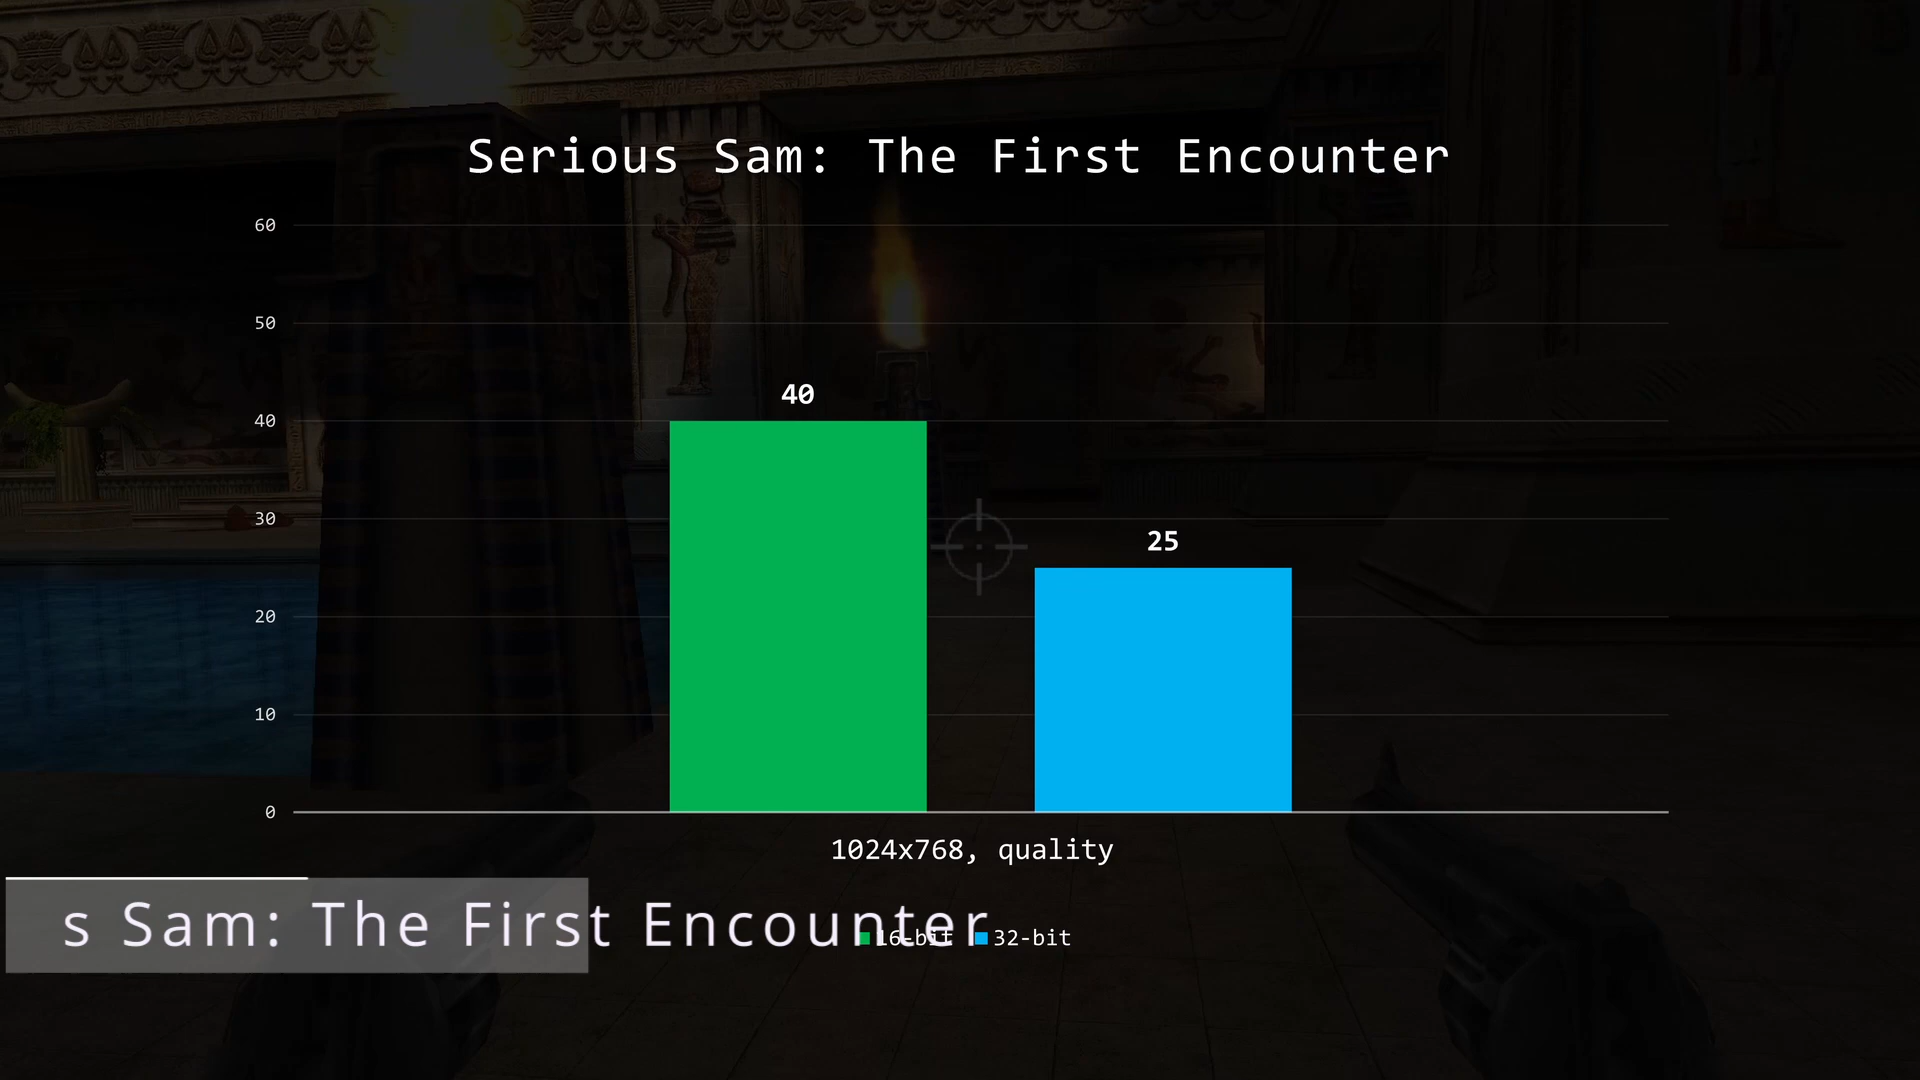 Serious Sam: The First Encounter
60
50
40
30
20
10
0
40
25
1024x768, quality
s Sam: The First Encounter
16-bit 32-bit